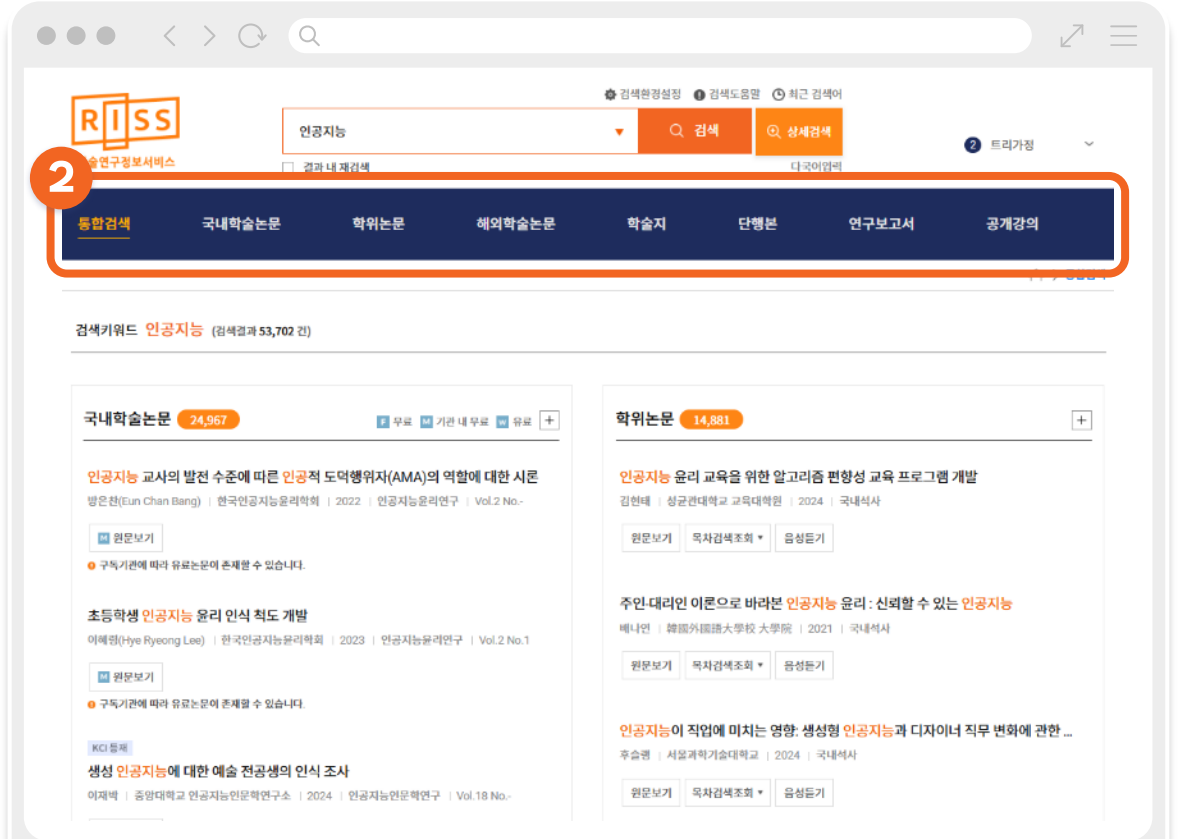 RISS
술연구정보서비스
검색환경설정 검색도움말 최근 검색어
인공지능 검색 상세검색
결과 내 재검색 다국어입력
2 트리가정
2
통합검색 국내학술논문 학위논문 해외학술논문 학술지 단행본 연구보고서 공개강의
검색키워드 인공지능 (검색결과 53,702 건)
국내학술논문 24,967 F 무료 M 기관 내 무료 W 유료 +
인공지능 교사의 발전 수준에 따른 인공적 도덕행위자(AMA)의 역할에 대한 시론
방은찬(Eun Chan Bang) | 한국인공지능윤리학회 | 2022 | 인공지능윤리연구 | Vol.2 No.-
M 원문보기
구독기관에 따라 유료논문이 존재할 수 있습니다.
초등학생 인공지능 윤리 인식 척도 개발
이혜령(Hye Ryeong Lee) | 한국인공지능윤리학회 | 2023 | 인공지능윤리연구 | Vol.2 No.1
M 원문보기
구독기관에 따라 유료논문이 존재할 수 있습니다.
KCI 등재
생성 인공지능에 대한 예술 전공생의 인식 조사
이재박 | 중앙대학교 인공지능인문학연구소 | 2024 | 인공지능인문학연구 | Vol.18 No.-
학위논문 14,881 +
인공지능 윤리 교육을 위한 알고리즘 편향성 교육 프로그램 개발
김현태 | 성균관대학교 교육대학원 | 2024 | 국내석사
원문보기 목차검색조회 음성듣기
주인-대리인 이론으로 바라본 인공지능 윤리 : 신뢰할 수 있는 인공지능
배나연 | 韓國外國語大學校 大學院 | 2021 | 국내석사
원문보기 목차검색조회 음성듣기
인공지능이 직업에 미치는 영향: 생성형 인공지능과 디자이너 직무 변화에 관한 ...
후슬램 | 서울과학기술대학교 | 2024 | 국내석사
원문보기 목차검색조회 음성듣기